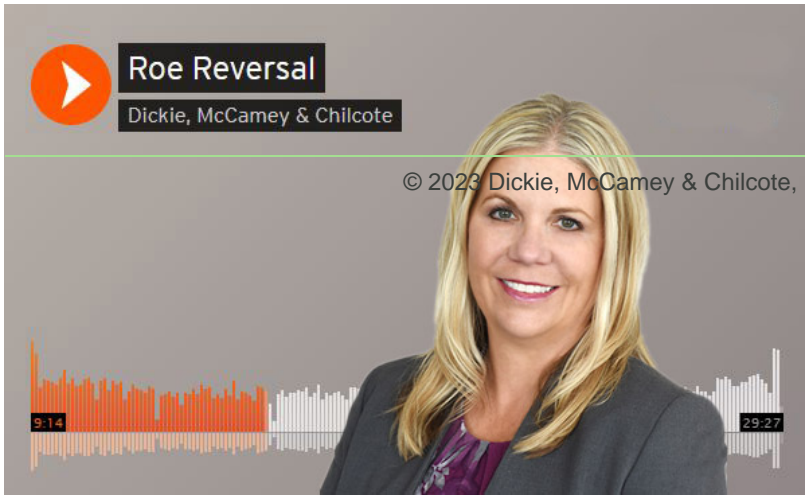 Roe Reversal
Dickie, McCamey & Chilcote
© 2023 Dickie, McCamey & Chilcote,
9:14
29:27